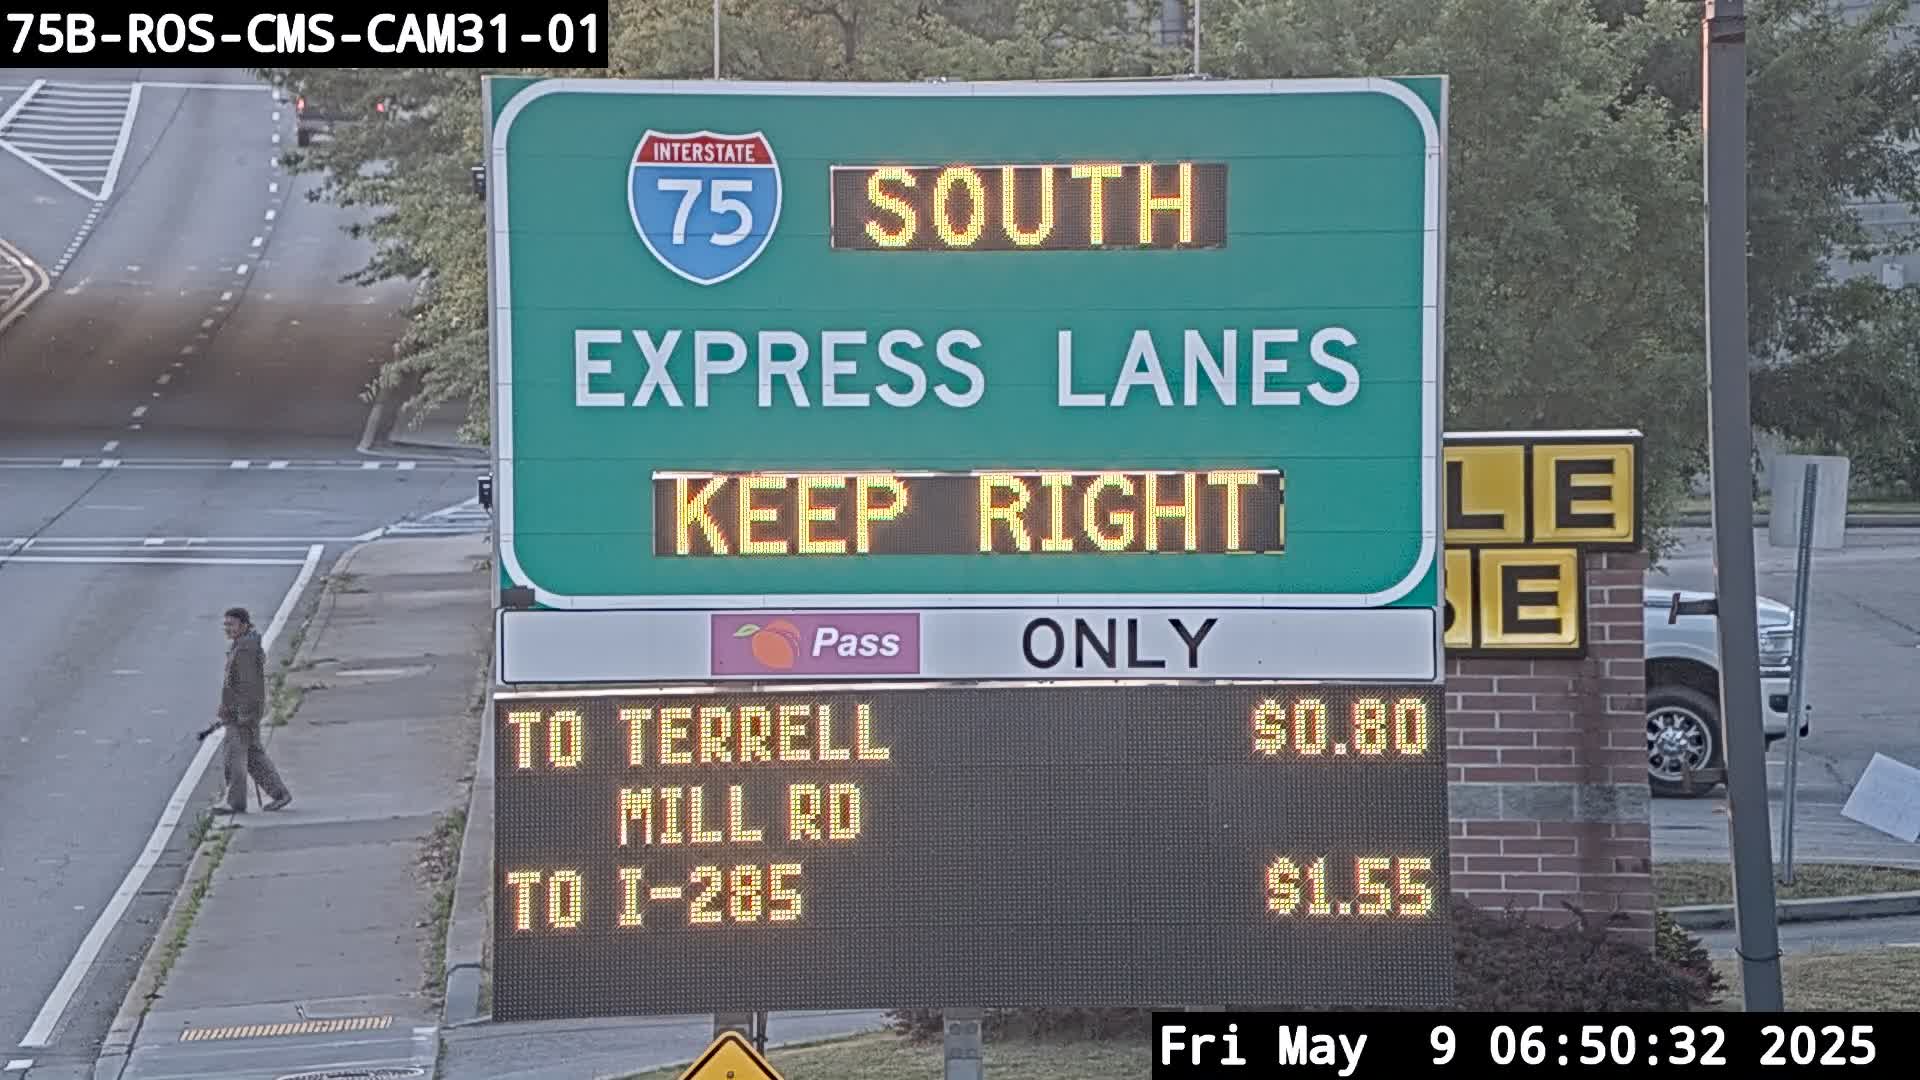 75B-ROS-CMS-CAM31-01
INTERSTATE
75
SOUTH
EXPRESS LANES
KEEP RIGHT
Pass ONLY
TO TERRELL $0.80
MILL RD
TO I-285 $1.55
LE
E
Fri May 9 06:50:32 2025